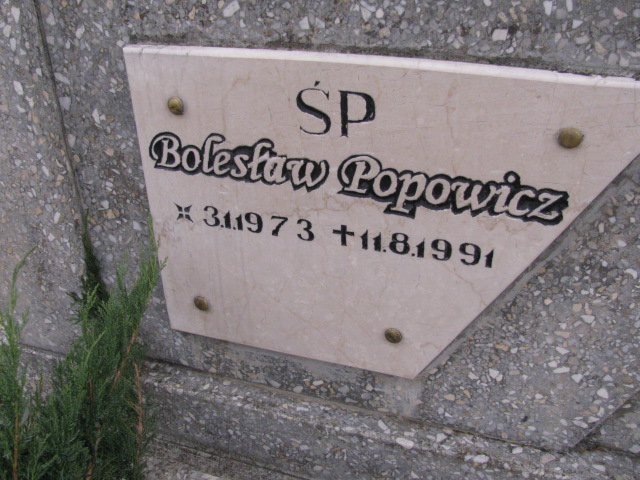 ŚP
Bolesław Popowicz
¤ 3.1.1973 ✝ 11.8.1991